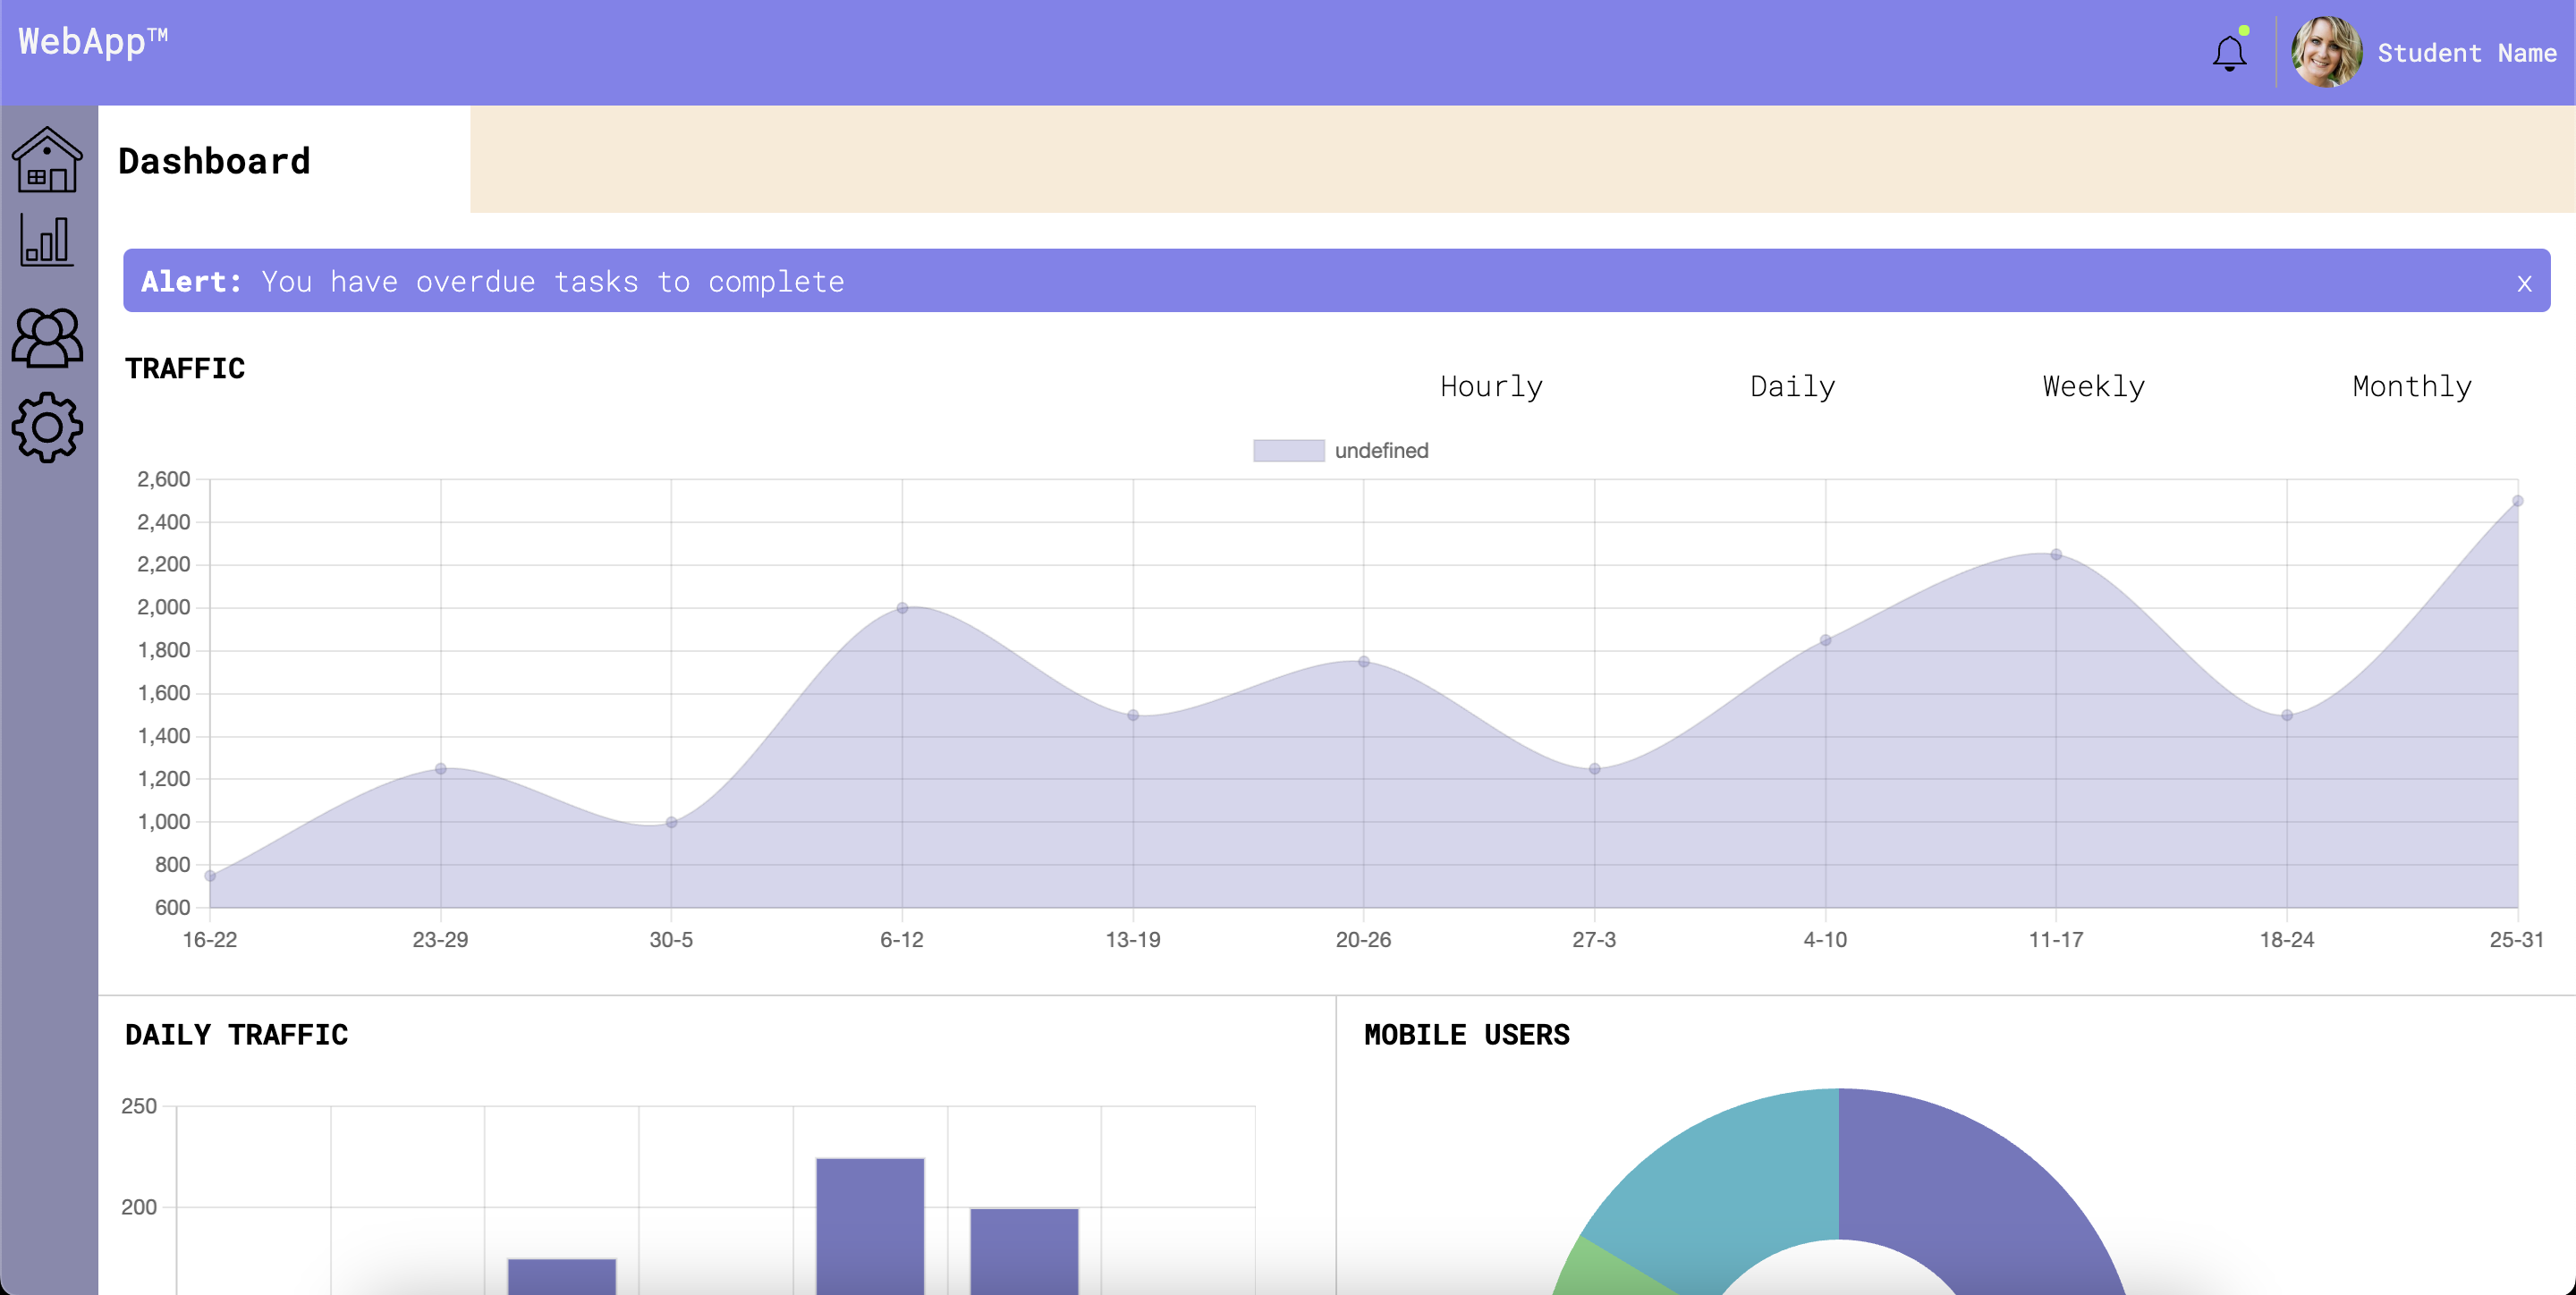 WebApp™
Student Name
Dashboard
Alert: You have overdue tasks to complete
x
TRAFFIC
Hourly Daily Weekly Monthly
undefined
2,600
2,400
2,200
2,000
1,800
1,600
1,400
1,200
1,000
800
600
16-22 23-29 30-5 6-12 13-19 20-26 27-3 4-10 11-17 18-24 25-31
DAILY TRAFFIC
250
200
MOBILE USERS